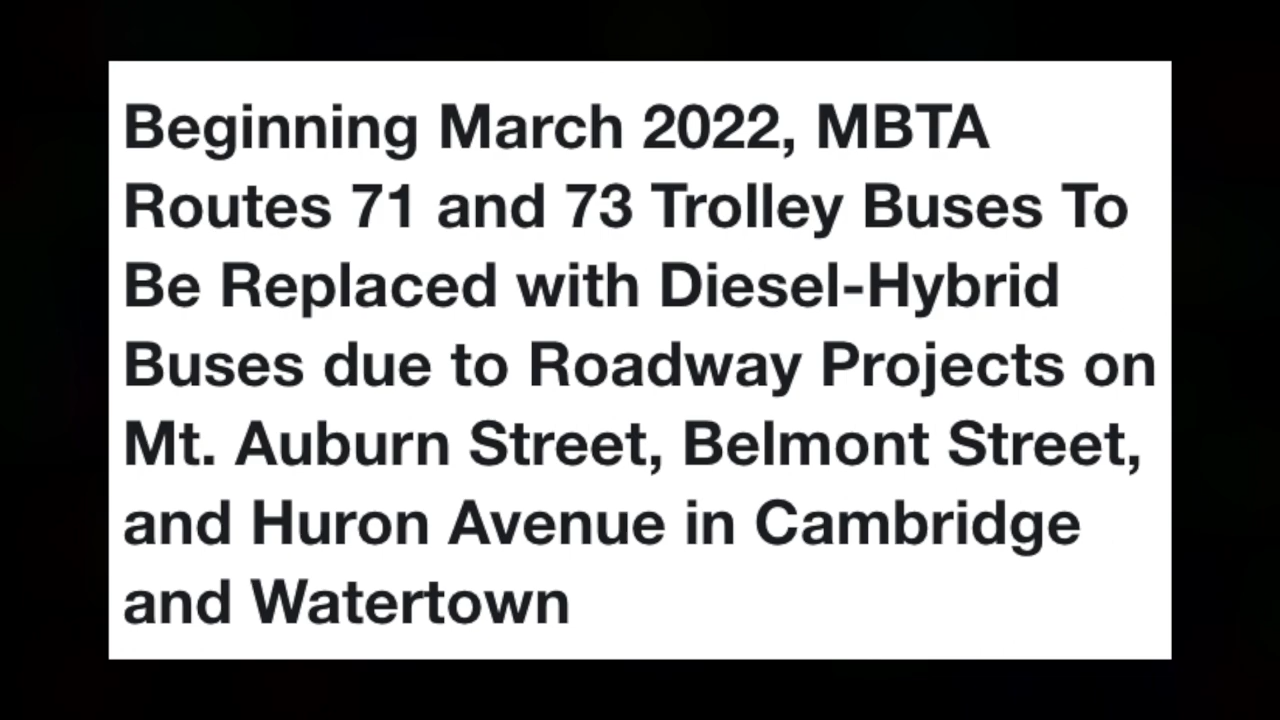 Beginning March 2022, MBTA
Routes 71 and 73 Trolley Buses To
Be Replaced with Diesel-Hybrid
Buses due to Roadway Projects on
Mt. Auburn Street, Belmont Street,
and Huron Avenue in Cambridge
and Watertown